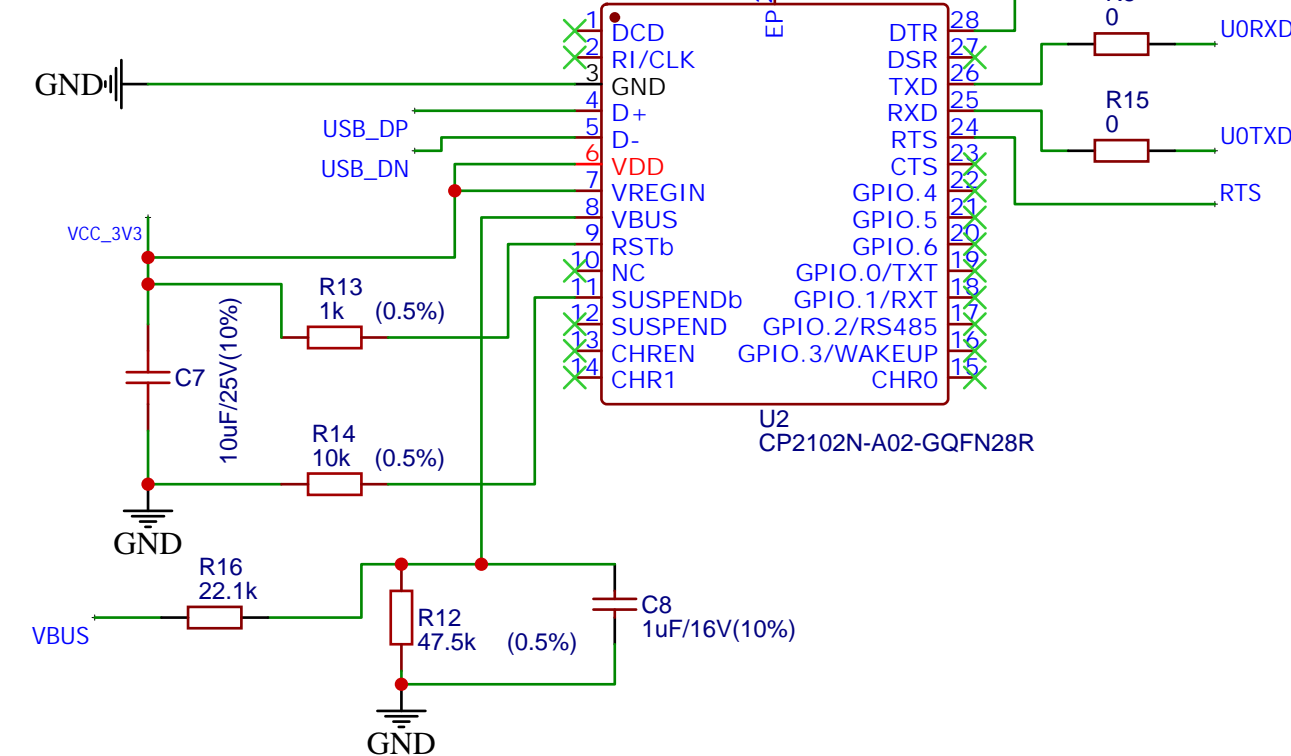 EP
1 DCD
2 RI/CLK
3 GND
4 D+
5 D-
6 VDD
7 VREGIN
8 VBUS
9 RSTb
10 NC
11 SUSPENDb
12 SUSPEND
13 CHREN
14 CHR1
DTR 28
DSR 27
TXD 26
RXD 25
RTS 24
CTS 23
GPIO.4 22
GPIO.5 21
GPIO.6 20
GPIO.0/TXT 19
GPIO.1/RXT 18
GPIO.2/RS485 17
GPIO.3/WAKEUP 16
CHR0 15
U2
CP2102N-A02-GQFN28R
0
U0RXD
R15
0
U0TXD
RTS
GND
USB_DP
USB_DN
VCC_3V3
R13
1k (0.5%)
C7
10uF/25V(10%)
R14
10k (0.5%)
GND
R16
22.1k
VBUS
R12
47.5k (0.5%)
C8
1uF/16V(10%)
GND